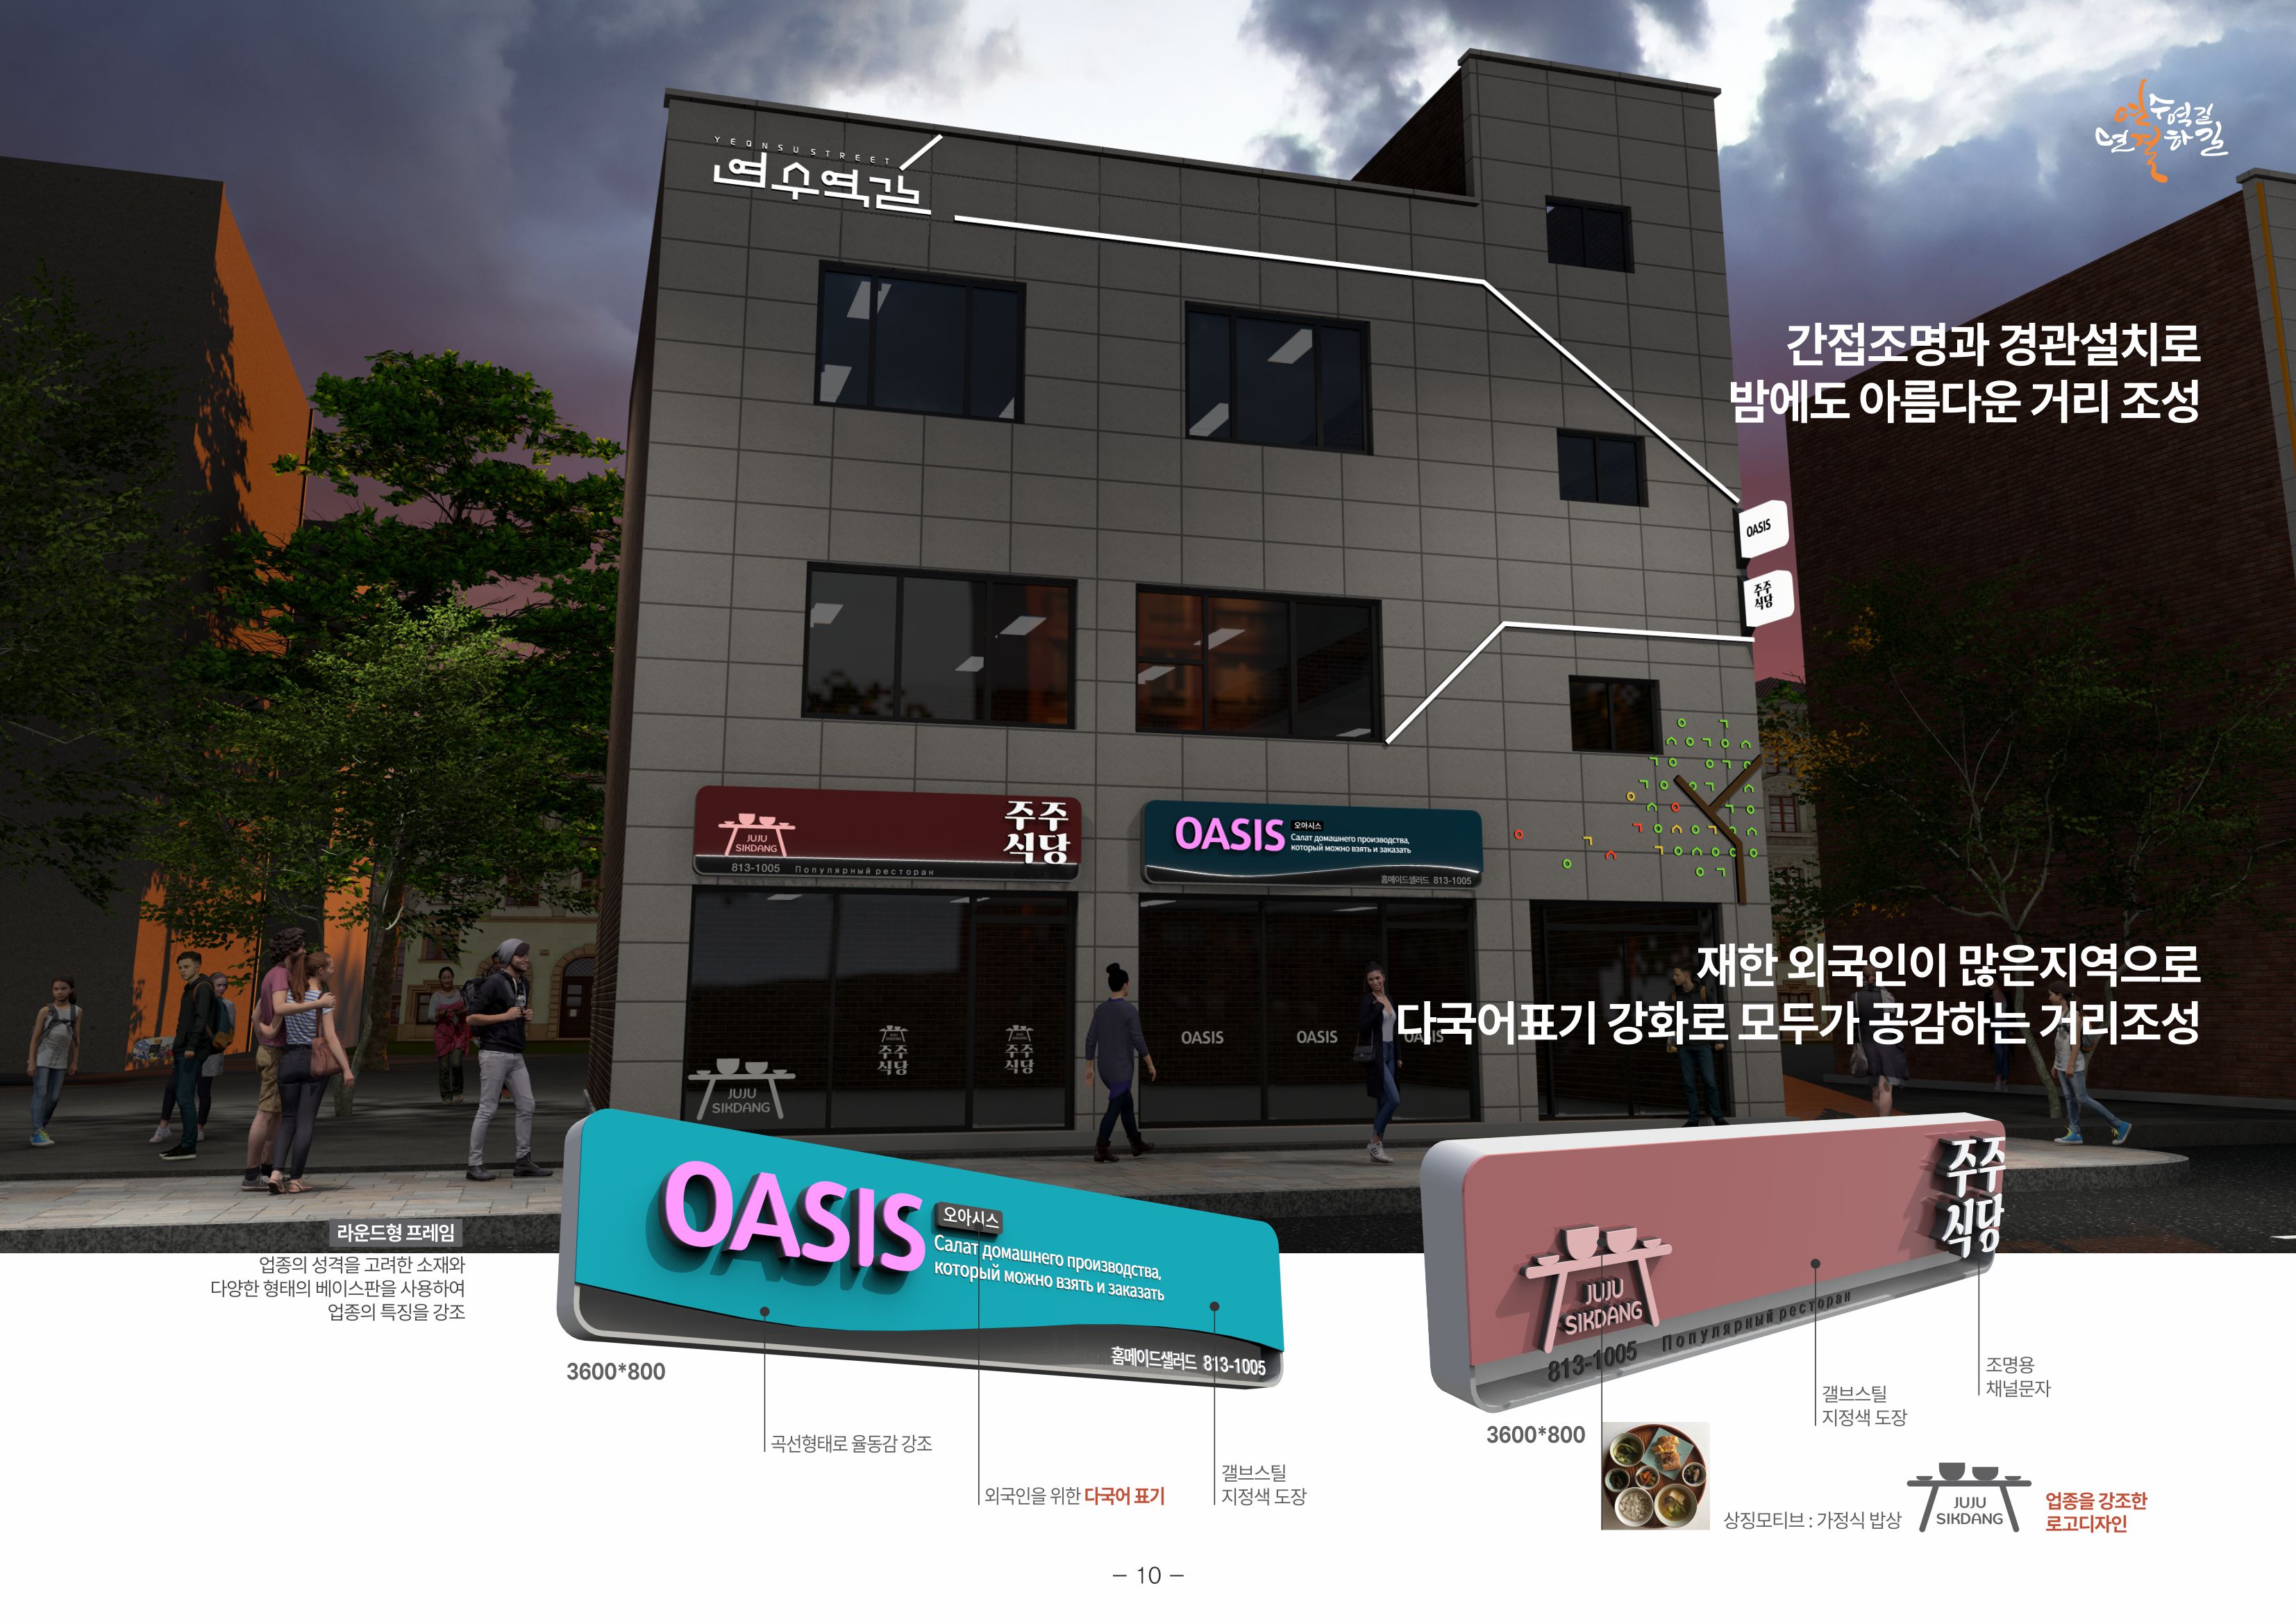 YEONSU STREET
연수역길
연수역길
연결하길
간접조명과 경관설치로
밤에도 아름다운 거리 조성
OASIS
주주
식당
JUJU
SIKDANG
주주
식당
813-1005 Популярный ресторан
OASIS
오아시스
Салат домашнего производства,
который можно взять и заказать
홈메이드샐러드 813-1005
재한 외국인이 많은지역으로
다국어표기 강화로 모두가 공감하는 거리조성
주주
식당
주주
식당
OASIS
OASIS
OASIS
JUJU
SIKDANG
라운드형 프레임
업종의 성격을 고려한 소재와
다양한 형태의 베이스판을 사용하여
업종의 특징을 강조
OASIS
오아시스
Салат домашнего производства,
который можно взять и заказать
홈메이드샐러드 813-1005
3600*800
곡선형태로 율동감 강조
외국인을 위한 다국어 표기
갤브스틸
지정색 도장
주주
식당
JUJU
SIKDANG
813-1005 Популярный ресторан
3600*800
갤브스틸
지정색 도장
조명용
채널문자
상징모티브 : 가정식 밥상
JUJU
SIKDANG
업종을 강조한
로고디자인
– 10 –